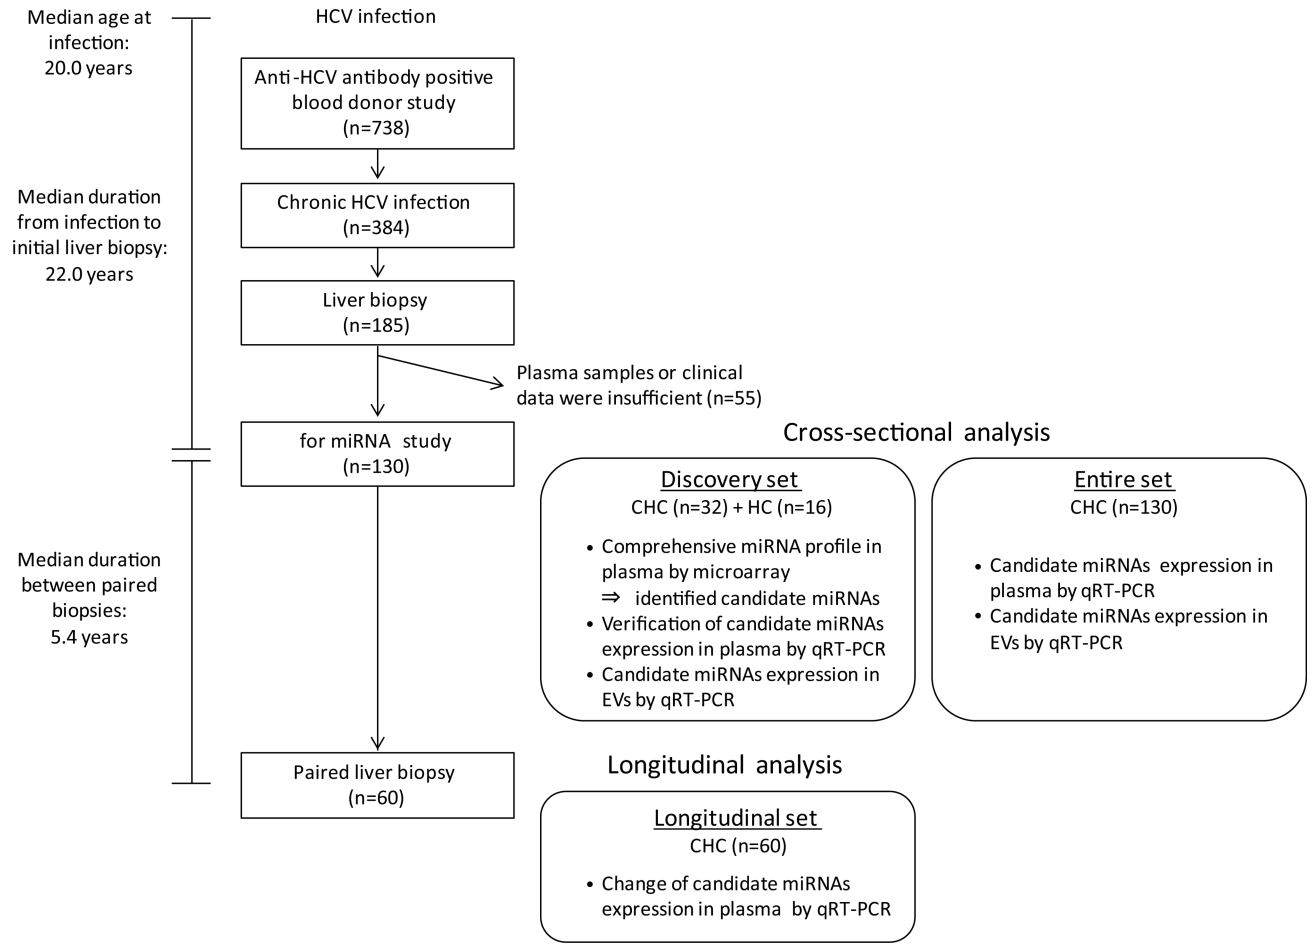 Median age at
infection:
20.0 years
HCV infection
Anti-HCV antibody positive
blood donor study
(n=738)
Median duration
from infection to
initial liver biopsy:
22.0 years
Chronic HCV infection
(n=384)
Liver biopsy
(n=185)
Plasma samples or clinical
data were insufficient (n=55)
for miRNA study
(n=130)
Median duration
between paired
biopsies:
5.4 years
Cross-sectional analysis
Discovery set
CHC (n=32) + HC (n=16)
• Comprehensive miRNA profile in
plasma by microarray
⇒ identified candidate miRNAs
• Verification of candidate miRNAs
expression in plasma by qRT-PCR
• Candidate miRNAs expression in
EVs by qRT-PCR
Entire set
CHC (n=130)
• Candidate miRNAs expression in
plasma by qRT-PCR
• Candidate miRNAs expression in
EVs by qRT-PCR
Paired liver biopsy
(n=60)
Longitudinal analysis
Longitudinal set
CHC (n=60)
• Change of candidate miRNAs
expression in plasma by qRT-PCR